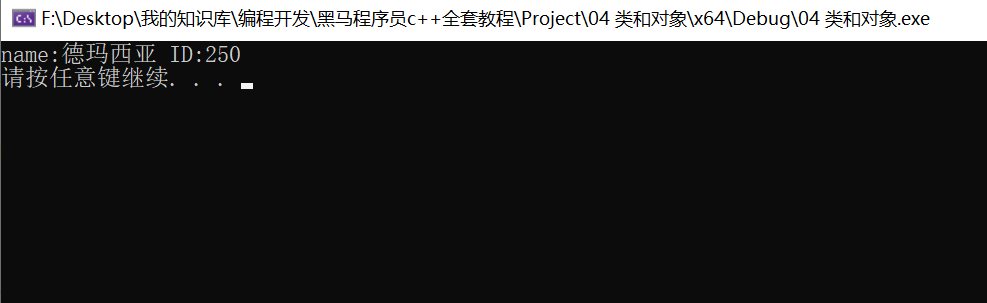 F:\Desktop\我的知识库\编程开发\黑马程序员c++全套教程\Project\04 类和对象\x64\Debug\04 类和对象.exe
name:德玛西亚 ID:250
请按任意键继续. . .